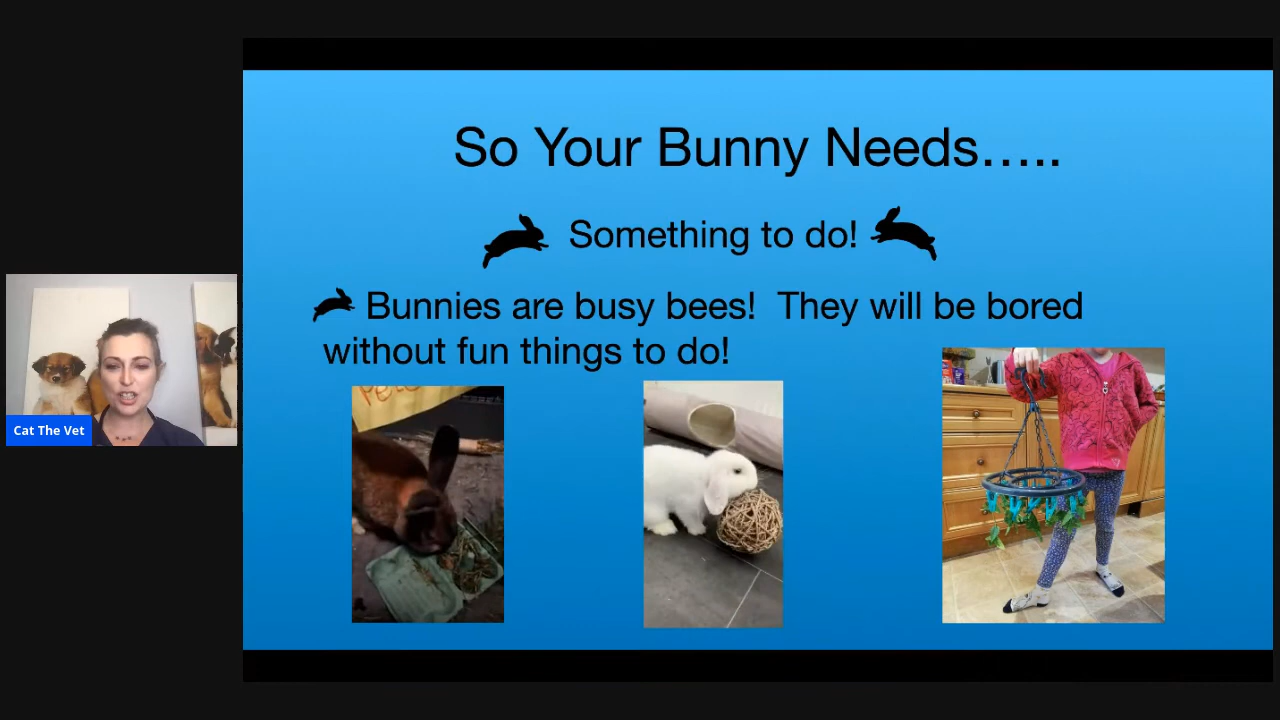 So Your Bunny Needs…..
Something to do!
Bunnies are busy bees!  They will be bored
without fun things to do!
Cat The Vet